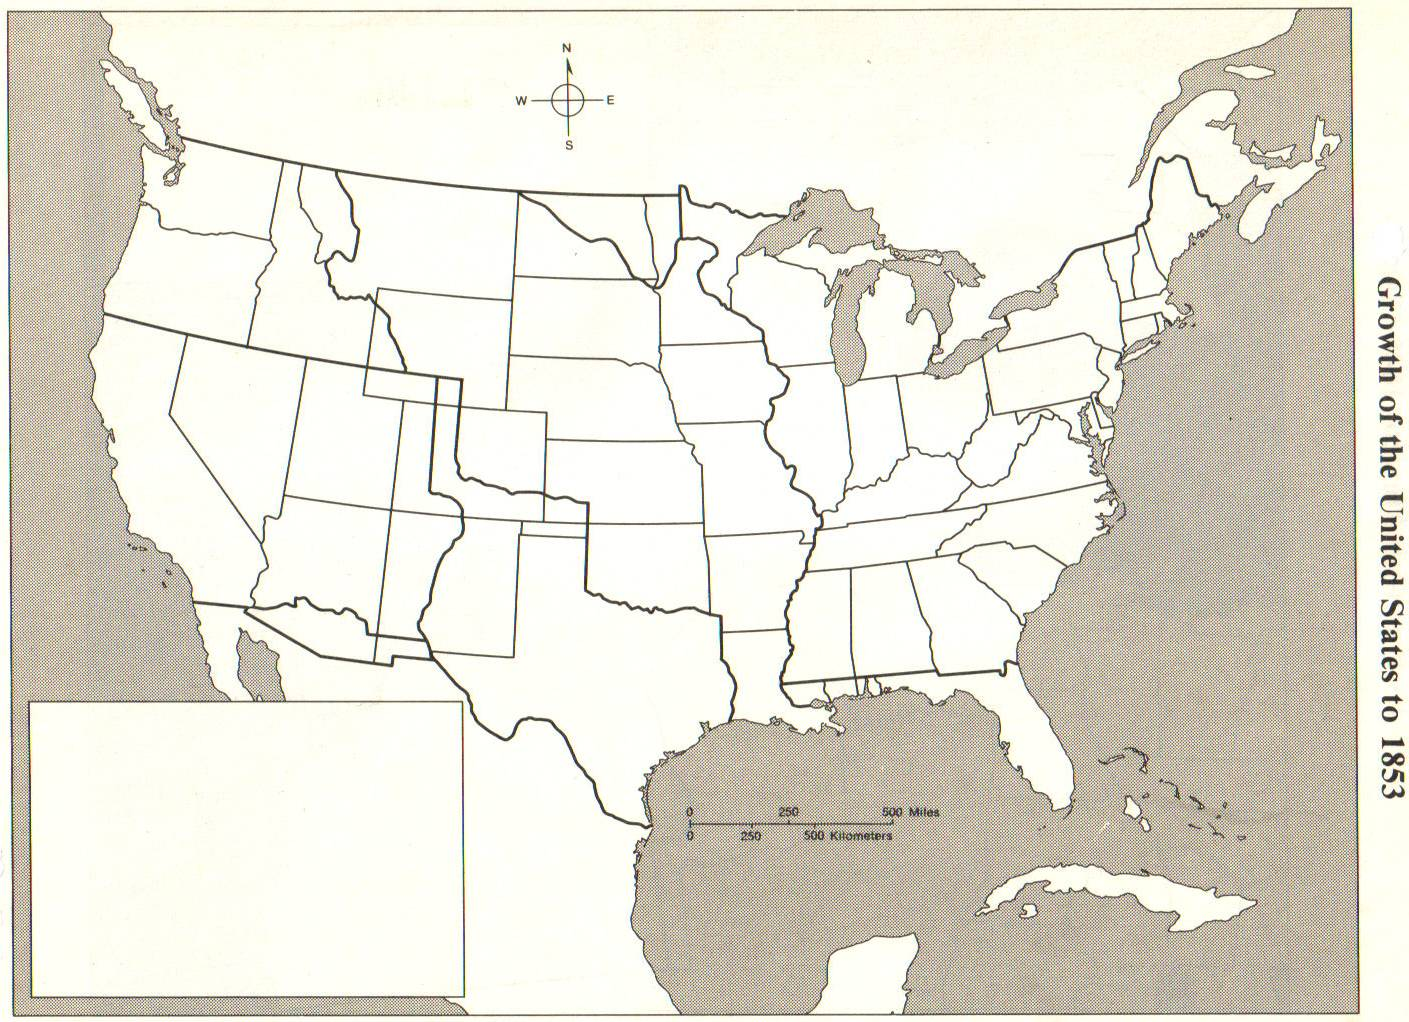 Growth of the United States to 1853
N
W E
S
0 250 500 Miles
0 250 500 Kilometers